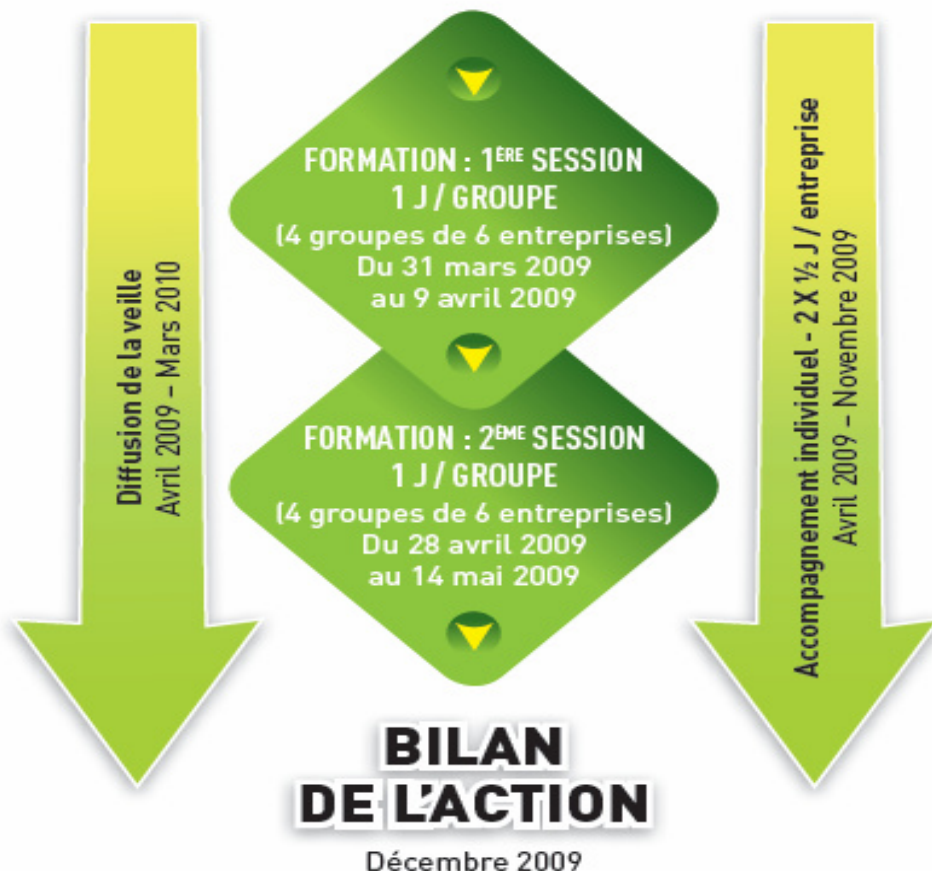 Diffusion de la veille
Avril 2009 – Mars 2010
FORMATION : 1ÈRE SESSION
1 J / GROUPE
(4 groupes de 6 entreprises)
Du 31 mars 2009
au 9 avril 2009
FORMATION : 2ÈME SESSION
1 J / GROUPE
(4 groupes de 6 entreprises)
Du 28 avril 2009
au 14 mai 2009
Accompagnement individuel - 2 X ½ J / entreprise
Avril 2009 – Novembre 2009
BILAN
DE L'ACTION
Décembre 2009